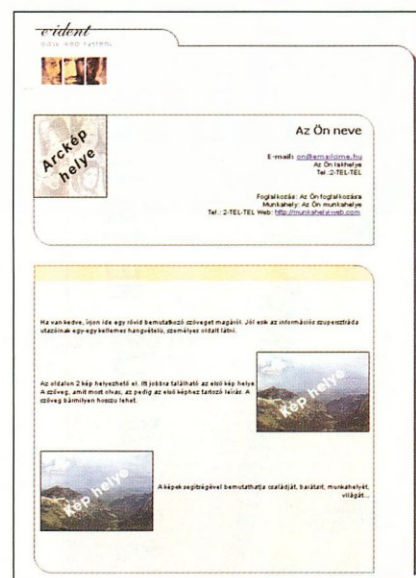 e-ident
Arckép helye
Az Ön neve
E-mail: on@emailcime.hu
Az Ön lakhelye
Tel.:2-TEL-TEL
Foglalkozás: Az Ön foglalkozása
Munkahely: Az Ön munkahelye
Tel.: 2-TEL-TEL Web: http://munkahelyiweb.com
Ha van kedve, írjon ide egy rövid bemutatkozó szöveget magáról. Jól esik az információs szupersztráda
utazóinak egy-egy kellemes hangvételű, személyes oldalt látni.
Az oldalon 2 kép helyezhető el. Itt jobbra található az első kép helye
A szöveg, amit most olvas, az pedig az első képhez tartozó leírás. A
szöveg bármilyen hosszu lehet.
Kép helye
Kép helye
A képek segítségével bemutathatja családját, barátait, munkahelyét,
világát...